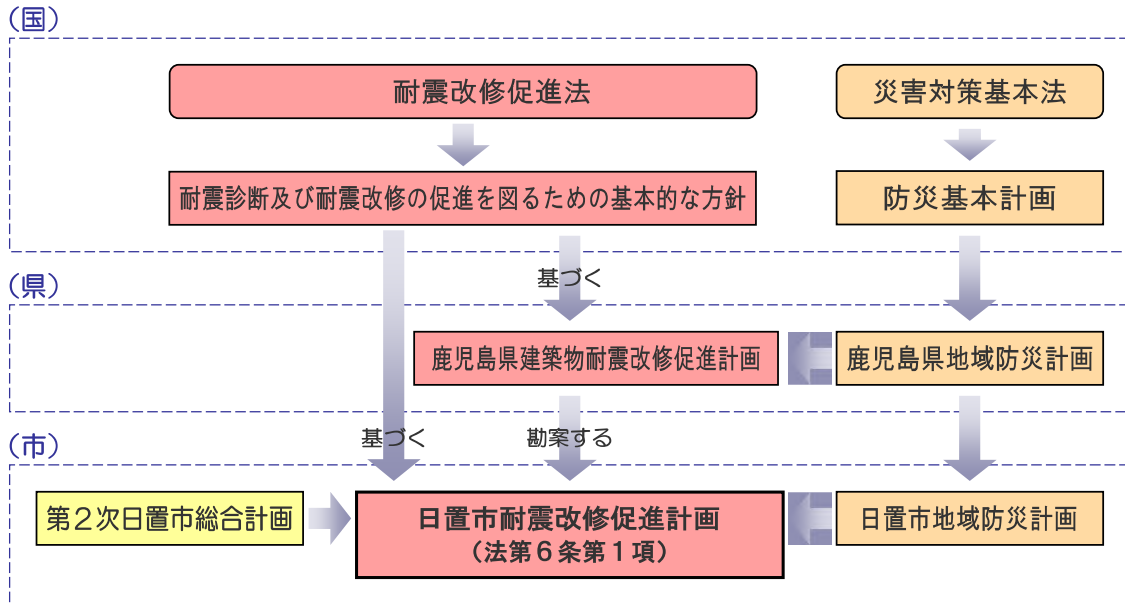 (国)
耐震改修促進法
災害対策基本法
耐震診断及び耐震改修の促進を図るための基本的な方針
防災基本計画
基づく
(県)
鹿児島県建築物耐震改修促進計画
鹿児島県地域防災計画
基づく
勘案する
(市)
第2次日置市総合計画
日置市耐震改修促進計画
(法第6条第1項)
日置市地域防災計画